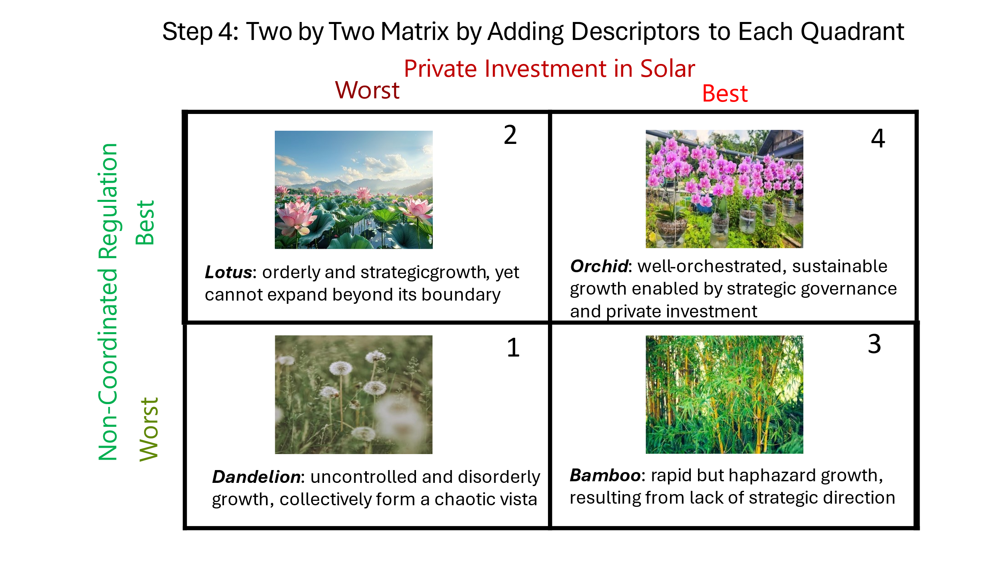 Step 4: Two by Two Matrix by Adding Descriptors to Each Quadrant
Private Investment in Solar
Worst
Best
Non-Coordinated Regulation
Best
Worst
2
Lotus: orderly and strategicgrowth, yet
cannot expand beyond its boundary
4
Orchid: well-orchestrated, sustainable
growth enabled by strategic governance
and private investment
1
Dandelion: uncontrolled and disorderly
growth, collectively form a chaotic vista
3
Bamboo: rapid but haphazard growth,
resulting from lack of strategic direction